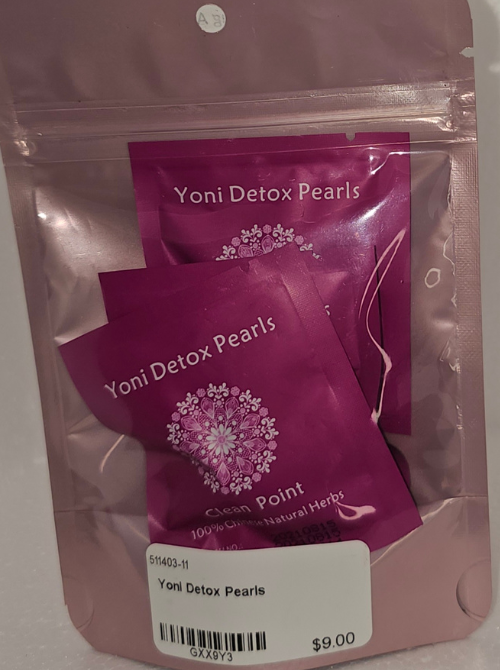 A
Yoni Detox Pearls
Yoni Detox Pearls
Clean Point
100% Chinese Natural Herbs
511403-11
Yoni Detox Pearls
GXX9Y3
$9.00